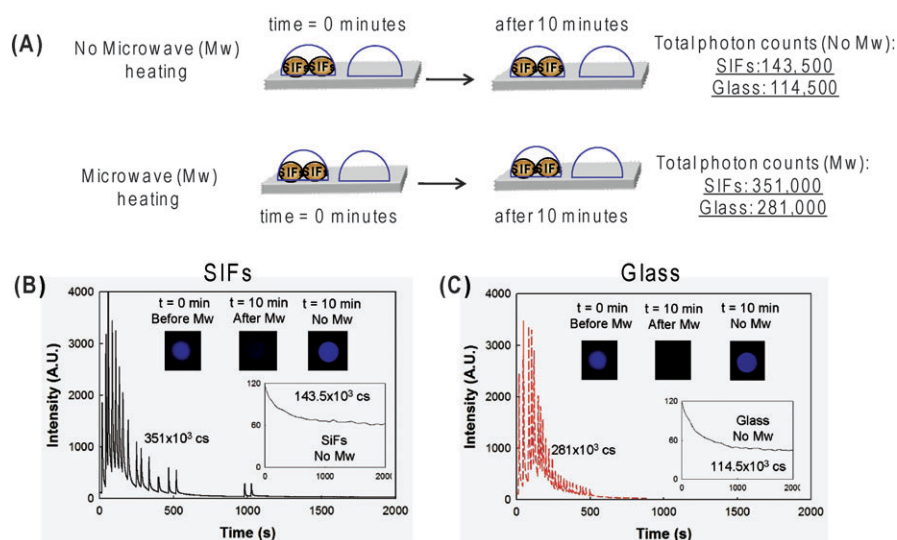 (A)
No Microwave (Mw)
heating
time = 0 minutes
SIFs SIFs
after 10 minutes
SIFs SIFs
Total photon counts (No Mw):
SIFs:143,500
Glass:114,500
Microwave (Mw)
heating
SIFs SIFs
time = 0 minutes
SIFs SIFs
after 10 minutes
Total photon counts (Mw):
SIFs:351,000
Glass:281,000
(B)
SIFs
Intensity (A.U.)
4000
3000
2000
1000
0
t = 0 min
Before Mw
t = 10 min
After Mw
t = 10 min
No Mw
351x10³ cs
120
60
0
143.5x10³ cs
SiFs
No Mw
0 1000 2000
0 500 1000 1500 2000
Time (s)
(C)
Glass
Intensity (A.U.)
4000
3000
2000
1000
0
t = 0 min
Before Mw
t = 10 min
After Mw
t = 10 min
No Mw
281x10³ cs
120
60
0
Glass
No Mw
114.5x10³ cs
0 1000 2000
0 500 1000 1500 2000
Time (s)